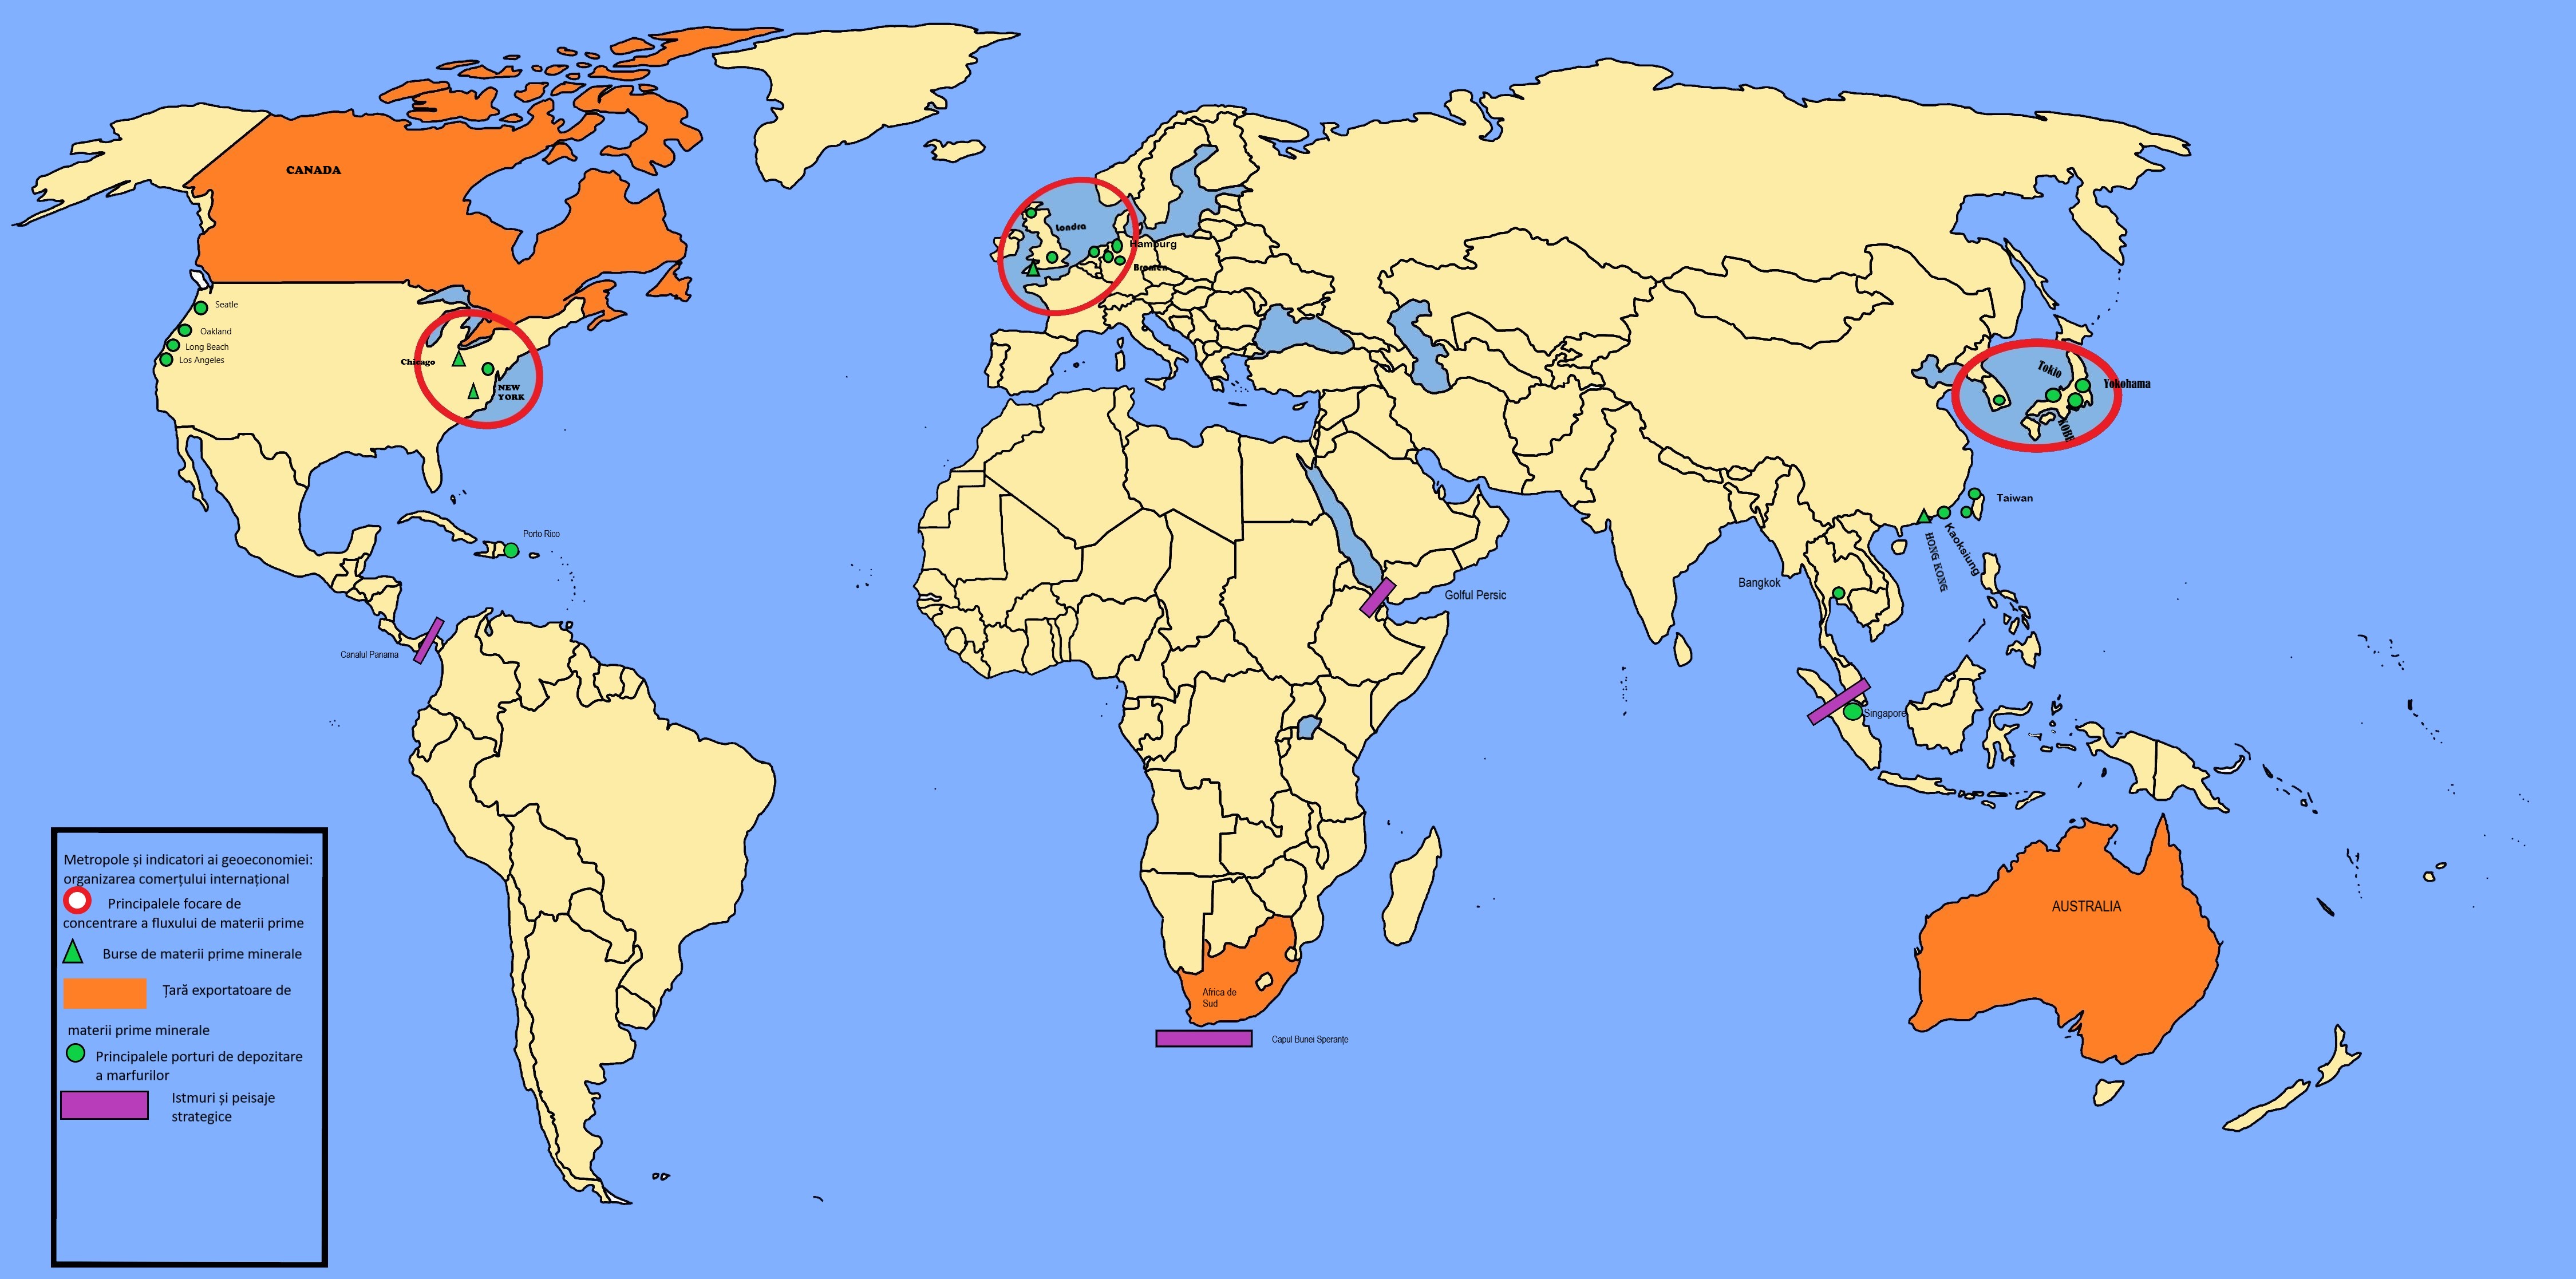 CANADA
Londra
Hamburg
Bremen
Seatle
Oakland
Long Beach
Los Angeles
Chicago
NEW
YORK
Tokio
Yokohama
KOBE
Taiwan
Kaoksiung
HONG KONG
Porto Rico
Bangkok
Golful Persic
Canalul Panama
Singapore
AUSTRALIA
Africa de
Sud
Capul Bunei Speranțe
Metropole și indicatori ai geoeconomiei:
organizarea comerțului internațional
Principalele focare de
concentrare a fluxului de materii prime
Burse de materii prime minerale
Țară exportatoare de
materii prime minerale
Principalele porturi de depozitare
a marfurilor
Istmuri și peisaje
strategice